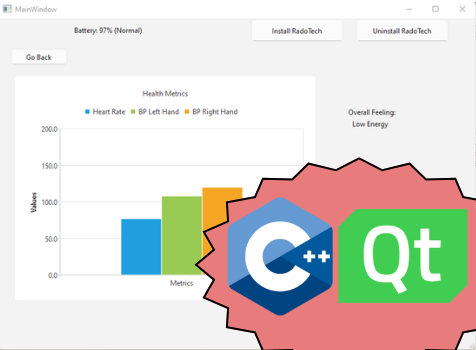 MainWindow
Battery: 97% (Normal)
Install RadoTech
Uninstall RadoTech
Go Back
Health Metrics
Heart Rate
BP Left Hand
BP Right Hand
Overall Feeling:
Low Energy
200.0
150.0
100.0
50.0
0.0
Values
Metrics
C++
Qt